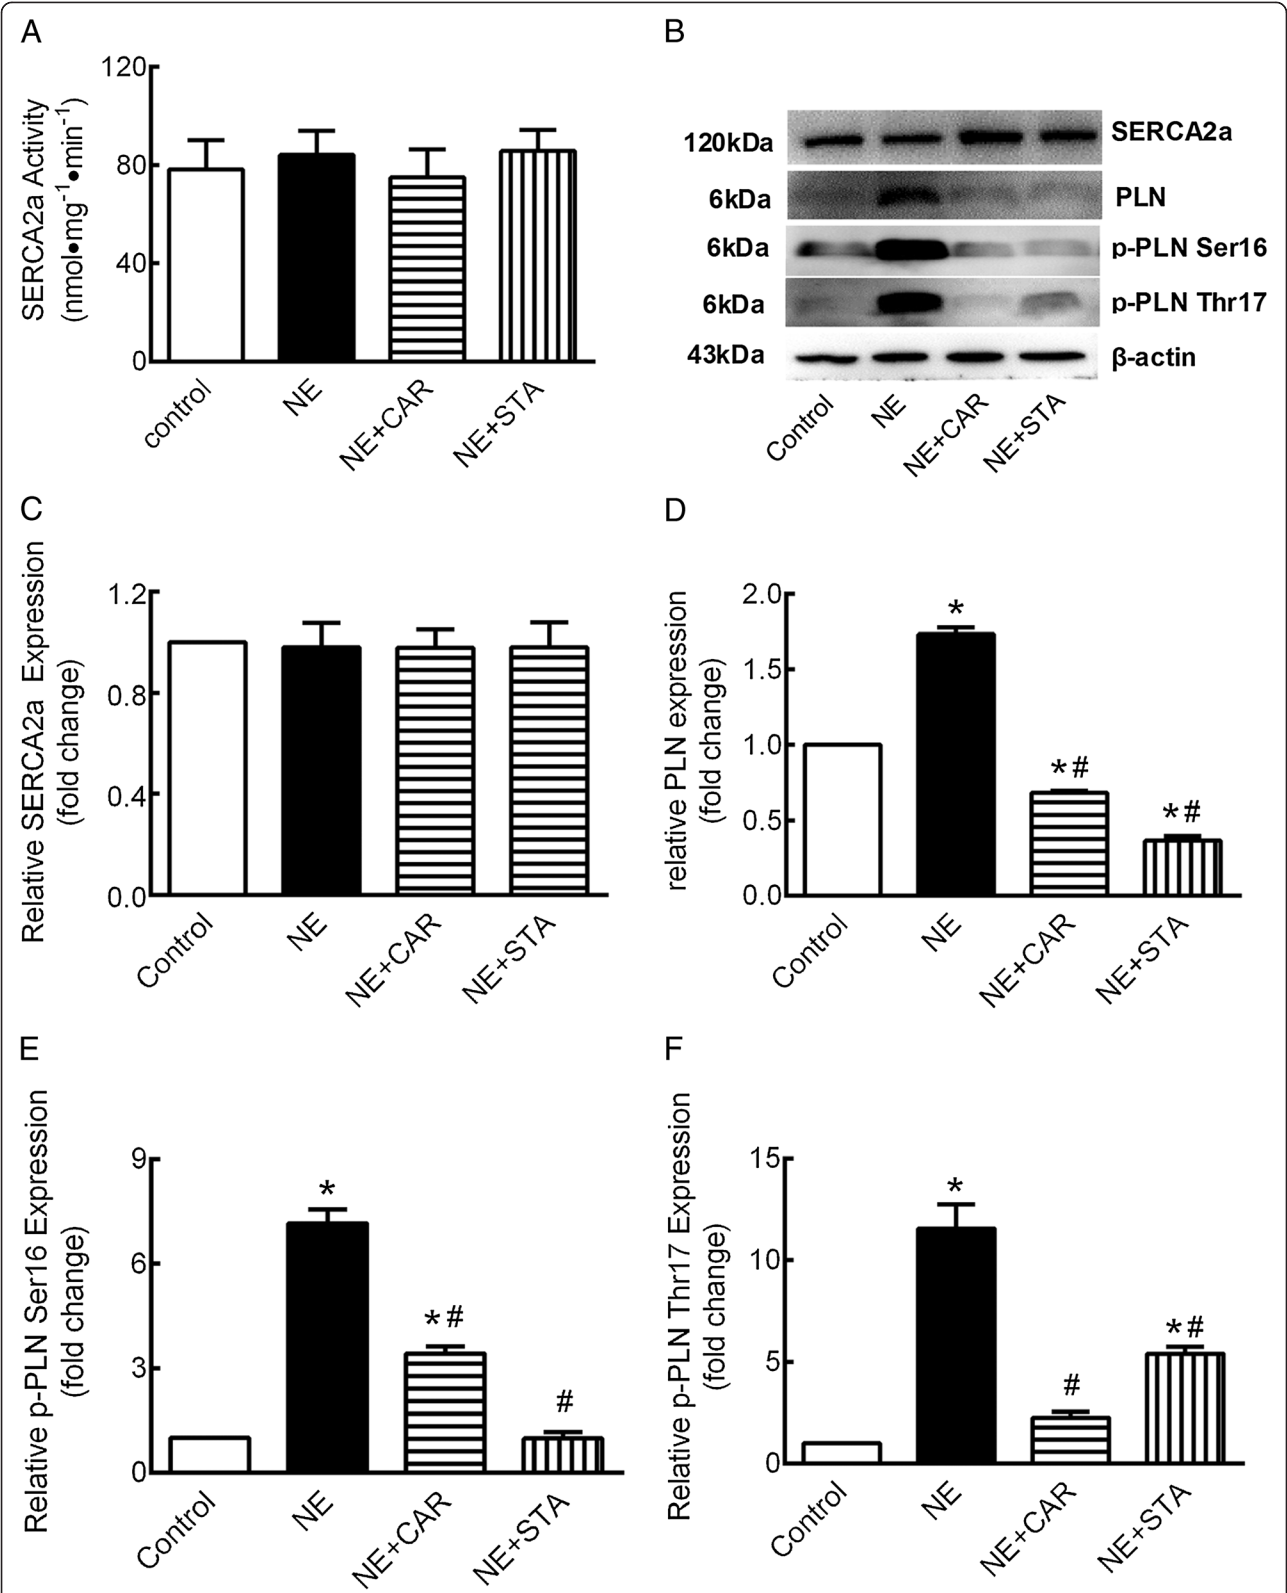 A
SERCA2a Activity
(nmol•mg-1•min-1)
120
80
40
0
control
NE
NE+CAR
NE+STA
B
120kDa
SERCA2a
6kDa
PLN
6kDa
p-PLN Ser16
6kDa
p-PLN Thr17
43kDa
β-actin
Control
NE
NE+CAR
NE+STA
C
Relative SERCA2a Expression
(fold change)
1.2
0.8
0.4
0.0
Control
NE
NE+CAR
NE+STA
D
relative PLN expression
(fold change)
2.0
1.5
1.0
0.5
0.0
*
*#
*#
Control
NE
NE+CAR
NE+STA
E
Relative p-PLN Ser16 Expression
(fold change)
9
6
3
0
*
*#
#
Control
NE
NE+CAR
NE+STA
F
Relative p-PLN Thr17 Expression
(fold change)
15
10
5
0
*
#
*#
Control
NE
NE+CAR
NE+STA